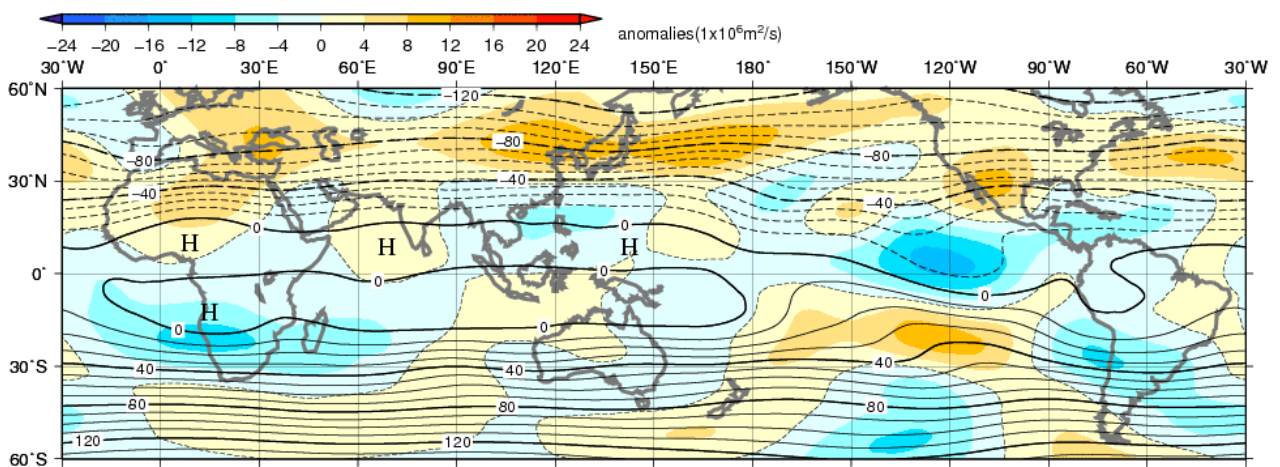 −24 −20 −16 −12 −8 −4 0 4 8 12 16 20 24
anomalies(1x10⁶m²/s)
30°W 0° 30°E 60°E 90°E 120°E 150°E 180° 150°W 120°W 90°W 60°W 30°W
60°N
−120
−80 −80 −80
30°N
−40 −40 −40
0 0
H H H
0° 0 0
0
H
0 0
30°S
40 40 40
80 80 80
120 120
60°S